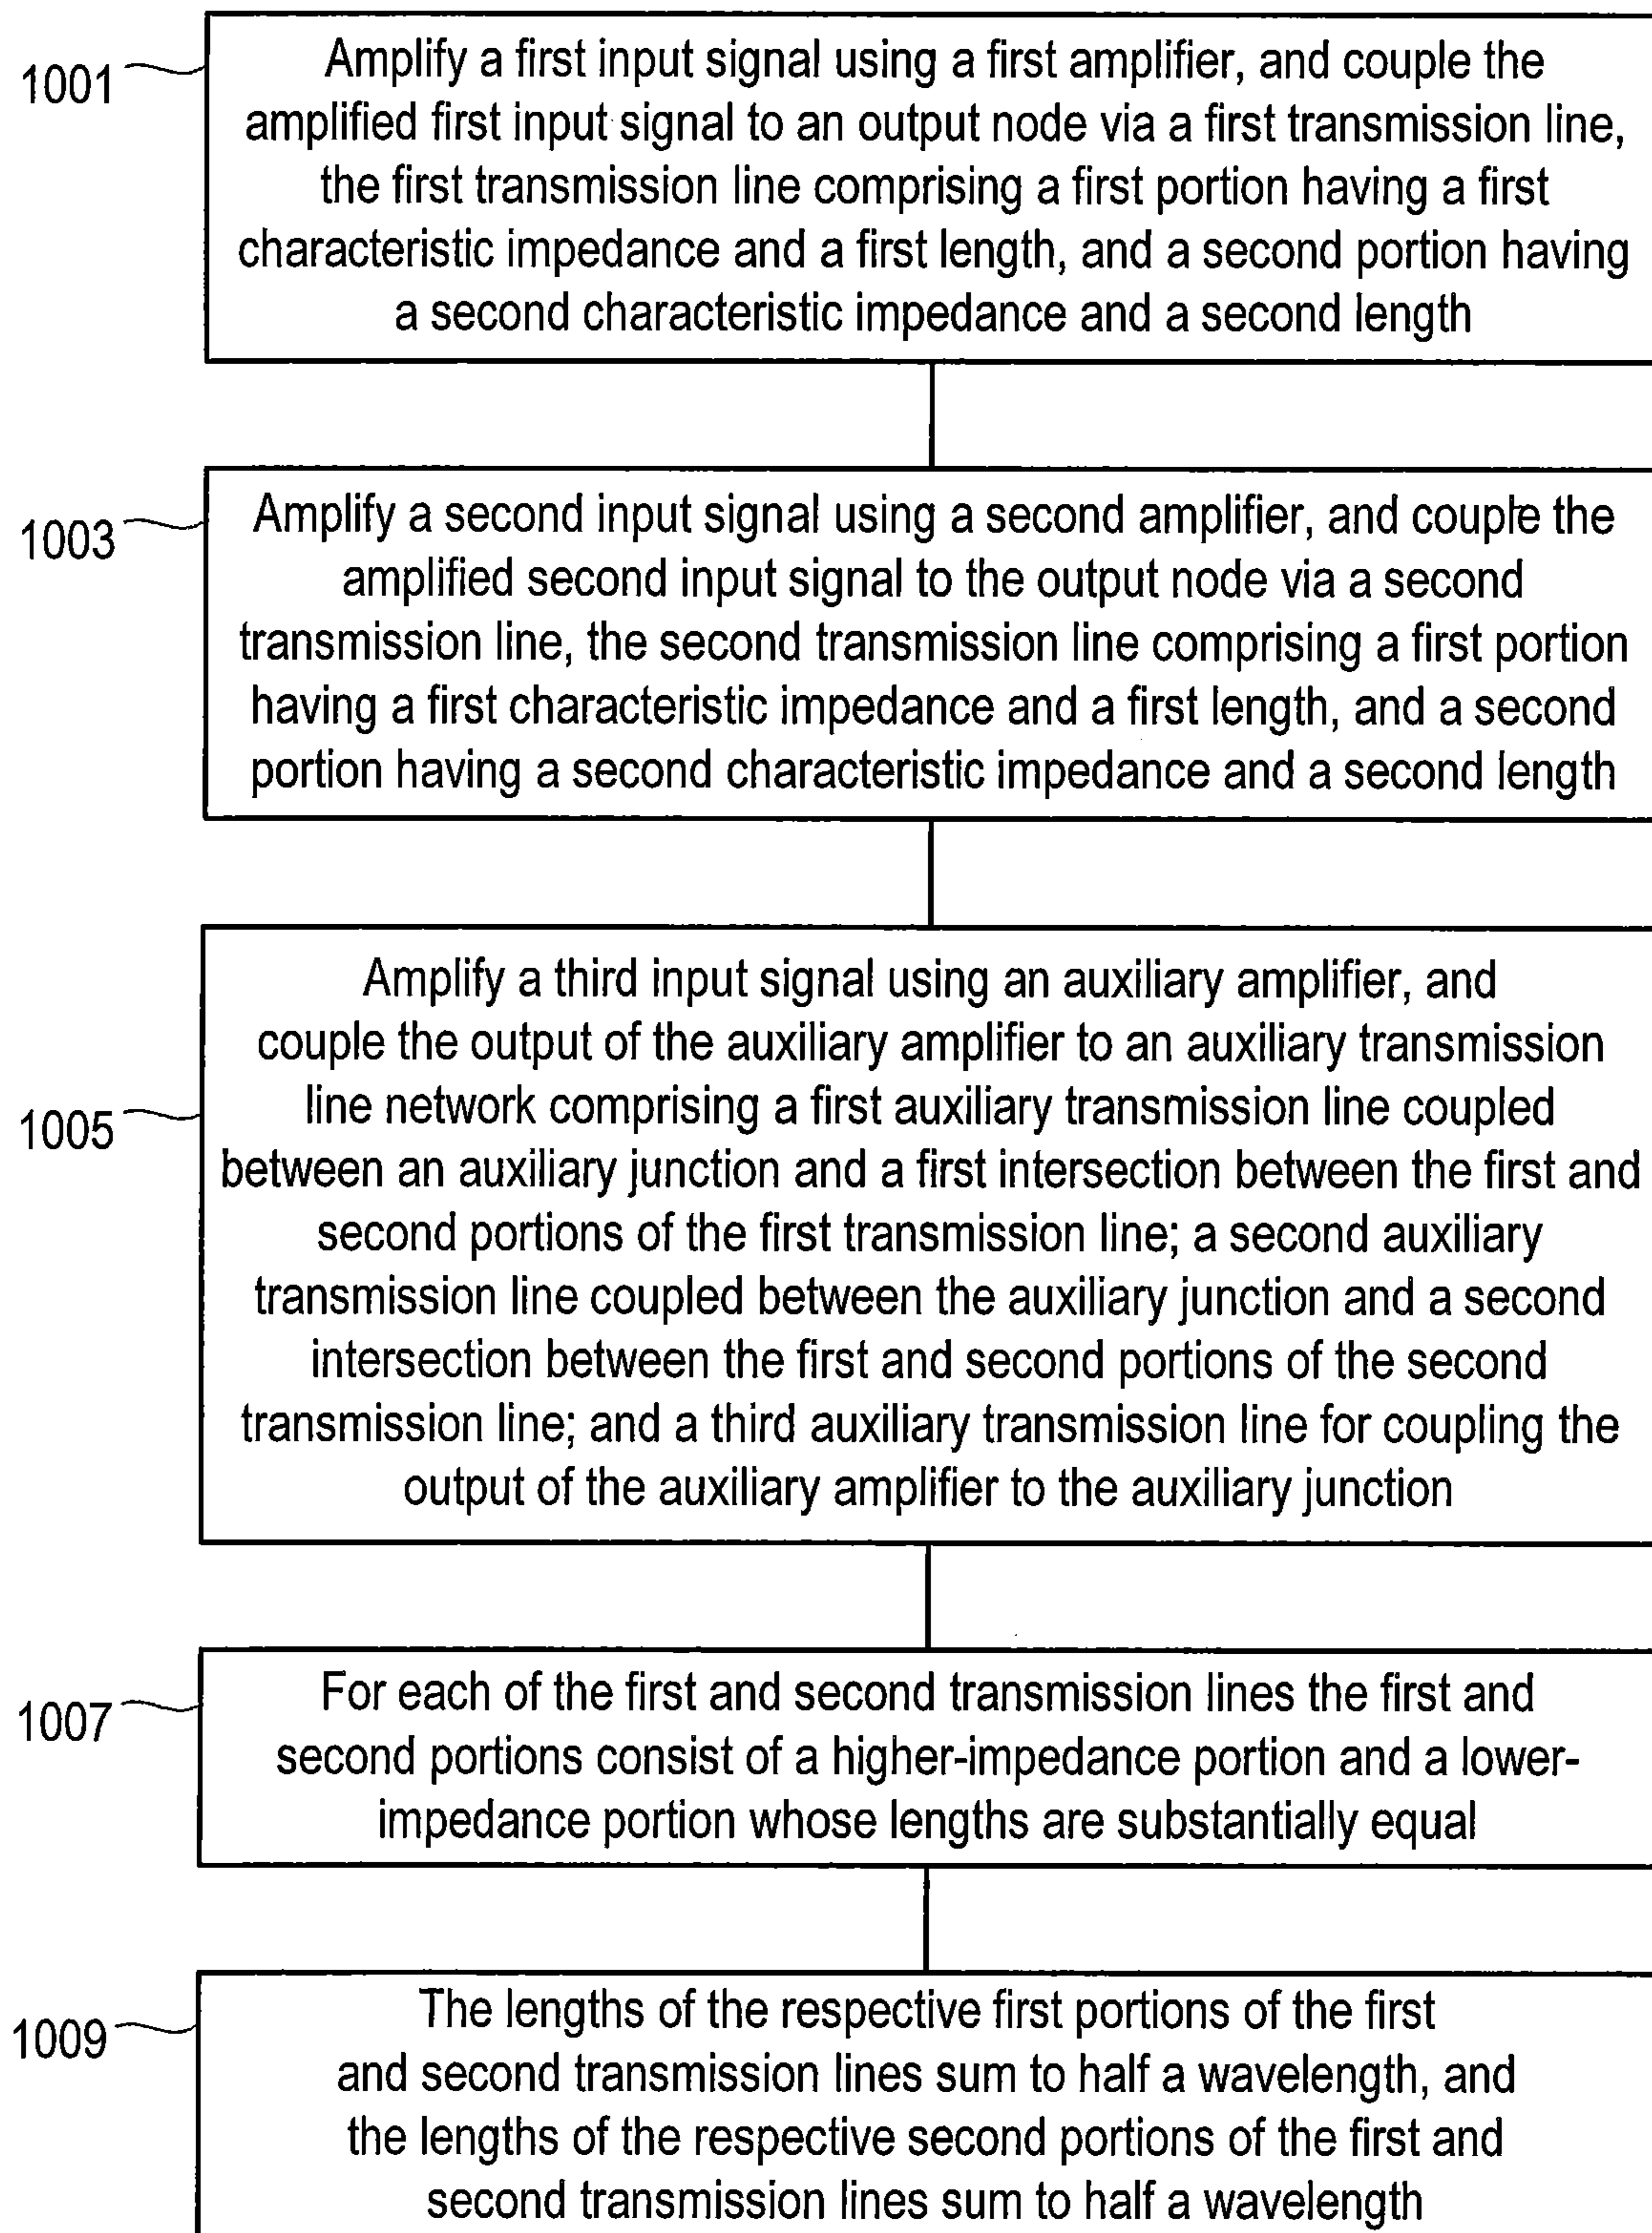 1001
Amplify a first input signal using a first amplifier, and couple the
amplified first input signal to an output node via a first transmission line,
the first transmission line comprising a first portion having a first
characteristic impedance and a first length, and a second portion having
a second characteristic impedance and a second length
1003
Amplify a second input signal using a second amplifier, and couple the
amplified second input signal to the output node via a second
transmission line, the second transmission line comprising a first portion
having a first characteristic impedance and a first length, and a second
portion having a second characteristic impedance and a second length
1005
Amplify a third input signal using an auxiliary amplifier, and
couple the output of the auxiliary amplifier to an auxiliary transmission
line network comprising a first auxiliary transmission line coupled
between an auxiliary junction and a first intersection between the first and
second portions of the first transmission line; a second auxiliary
transmission line coupled between the auxiliary junction and a second
intersection between the first and second portions of the second
transmission line; and a third auxiliary transmission line for coupling the
output of the auxiliary amplifier to the auxiliary junction
1007
For each of the first and second transmission lines the first and
second portions consist of a higher-impedance portion and a lower-
impedance portion whose lengths are substantially equal
1009
The lengths of the respective first portions of the first
and second transmission lines sum to half a wavelength, and
the lengths of the respective second portions of the first and
second transmission lines sum to half a wavelength